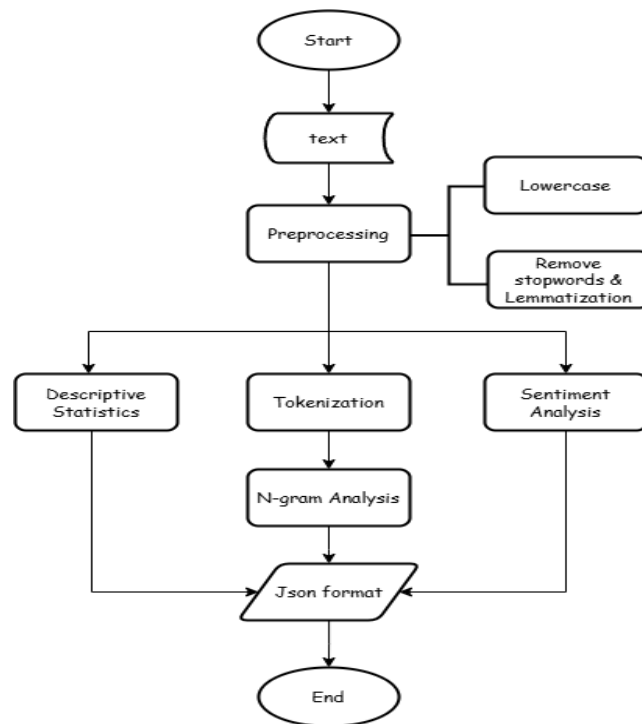 Start
text
Preprocessing
Lowercase
Remove
stopwords &
Lemmatization
Descriptive
Statistics
Tokenization
Sentiment
Analysis
N-gram Analysis
Json format
End